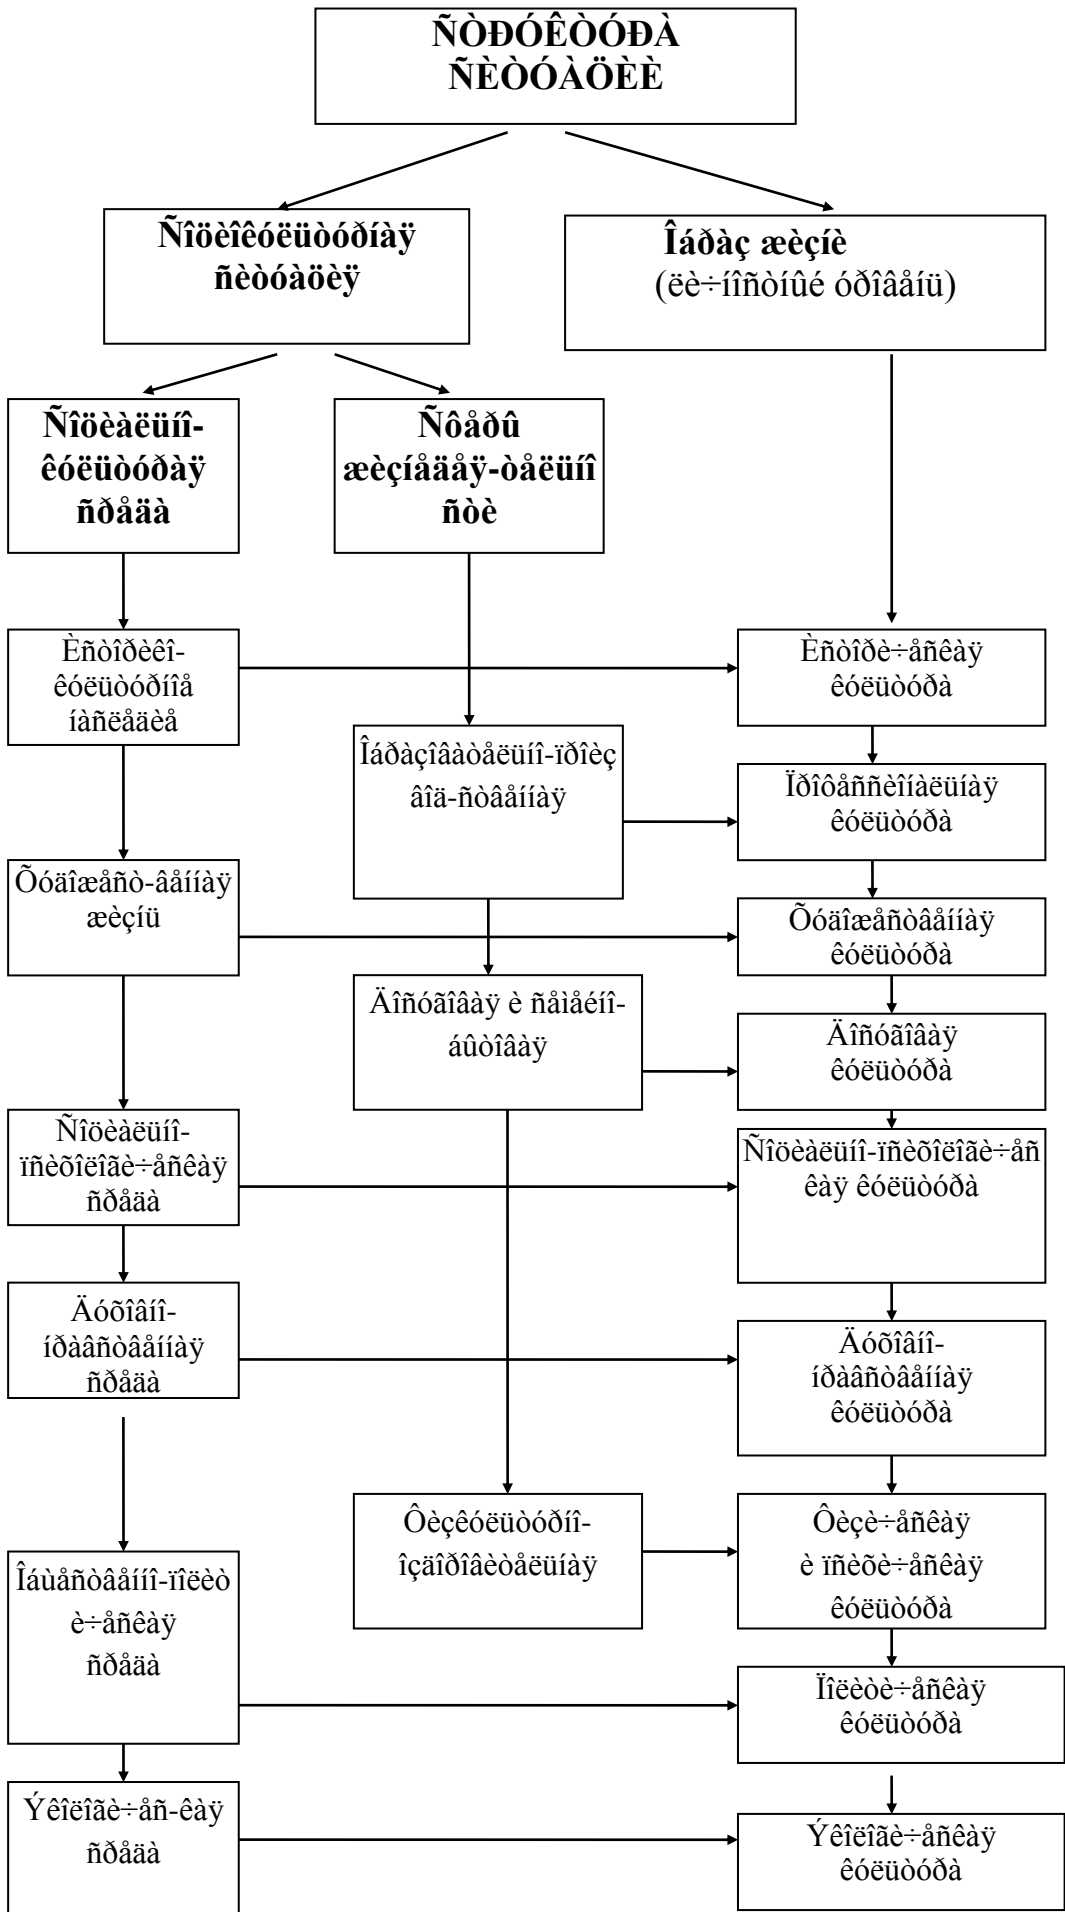 ÑÒÐÓÊÒÓÐÀ
ÑÈÒÓÀÖÈÈ
Ñîöèîêóëüòóðíàÿ
ñèòóàöèÿ
Îáðàç æèçíè
(ëè÷íîñòíûé óðîâåíü)
Ñîöèàëüíî-
êóëüòóðàÿ
ñðåäà
Ñôåðû
æèçíåäåÿ-òåëüíî
ñòè
Èñòîðèêî-
êóëüòóðíîå
íàñëåäèå
Èñòîðè÷åñêàÿ
êóëüòóðà
Îáðàçîâàòåëüíî-ïðîèç
âîä-ñòâåííàÿ
Ïðîôåññèîíàëüíàÿ
êóëüòóðà
Õóäîæåñò-âåííàÿ
æèçíü
Õóäîæåñòâåííàÿ
êóëüòóðà
Äîñóãîâàÿ è ñåìåéíî-
áûòîâàÿ
Äîñóãîâàÿ
êóëüòóðà
Ñîöèàëüíî-
ïñèõîëîãè÷åñêàÿ
ñðåäà
Ñîöèàëüíî-ïñèõîëîãè÷åñ
êàÿ êóëüòóðà
Äóõîâíî-
íðàâñòâåííàÿ
ñðåäà
Äóõîâíî-
íðàâñòâåííàÿ
êóëüòóðà
Ôèçêóëüòóðíî-
îçäîðîâèòåëüíàÿ
Ôèçè÷åñêàÿ
è ïñèõè÷åñêàÿ
êóëüòóðà
Îáùåñòâåííî-ïîëèò
è÷åñêàÿ
ñðåäà
Ïîëèòè÷åñêàÿ
êóëüòóðà
Ýêîëîãè÷åñ-êàÿ
ñðåäà
Ýêîëîãè÷åñêàÿ
êóëüòóðà